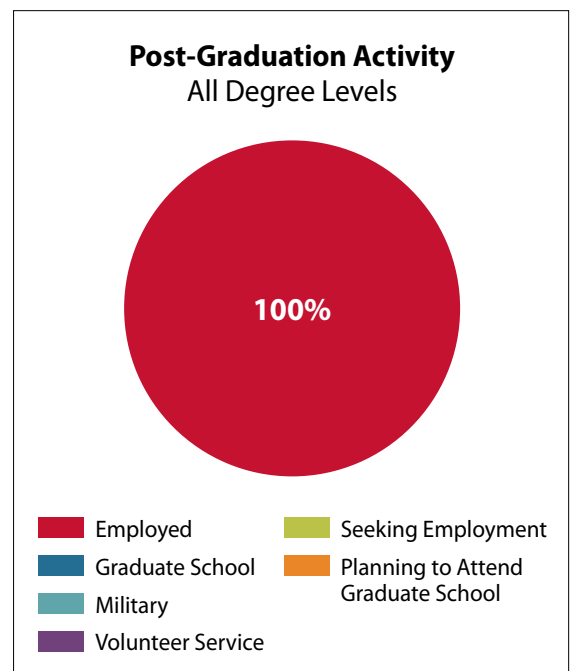 Post-Graduation Activity
All Degree Levels
100%
Employed
Graduate School
Military
Volunteer Service
Seeking Employment
Planning to Attend
Graduate School